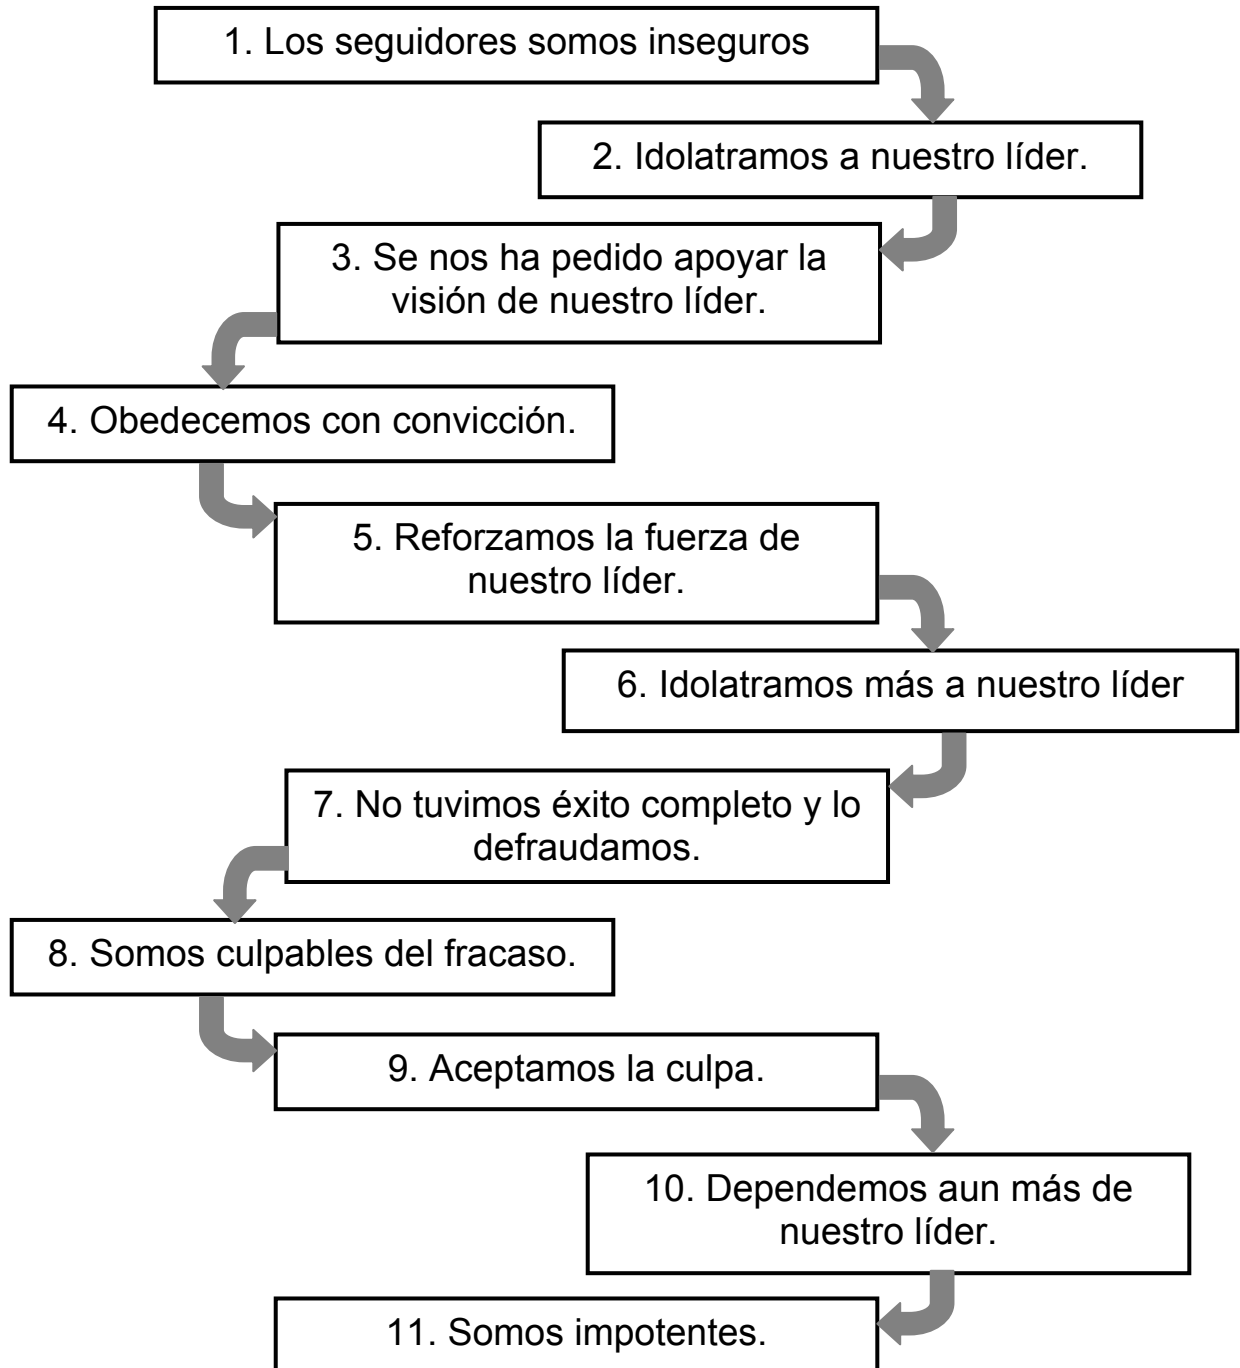 1. Los seguidores somos inseguros
2. Idolatramos a nuestro líder.
3. Se nos ha pedido apoyar la
visión de nuestro líder.
4. Obedecemos con convicción.
5. Reforzamos la fuerza de
nuestro líder.
6. Idolatramos más a nuestro líder
7. No tuvimos éxito completo y lo
defraudamos.
8. Somos culpables del fracaso.
9. Aceptamos la culpa.
10. Dependemos aun más de
nuestro líder.
11. Somos impotentes.